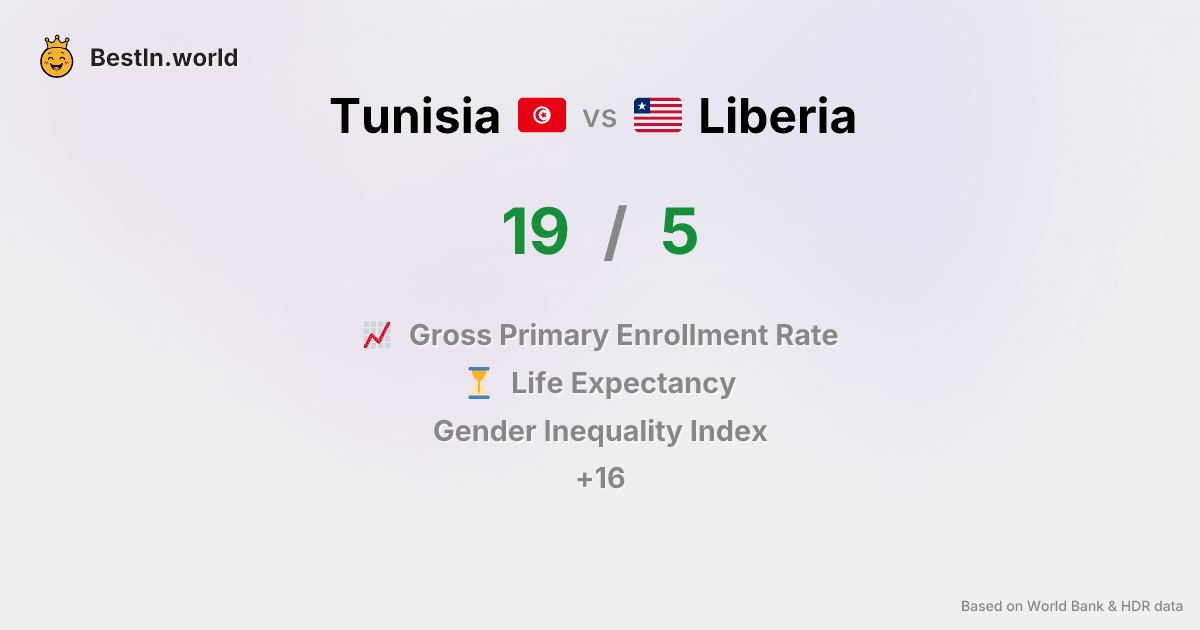 BestIn.world
Tunisia vs Liberia
19 / 5
Gross Primary Enrollment Rate
Life Expectancy
Gender Inequality Index
+16
Based on World Bank & HDR data